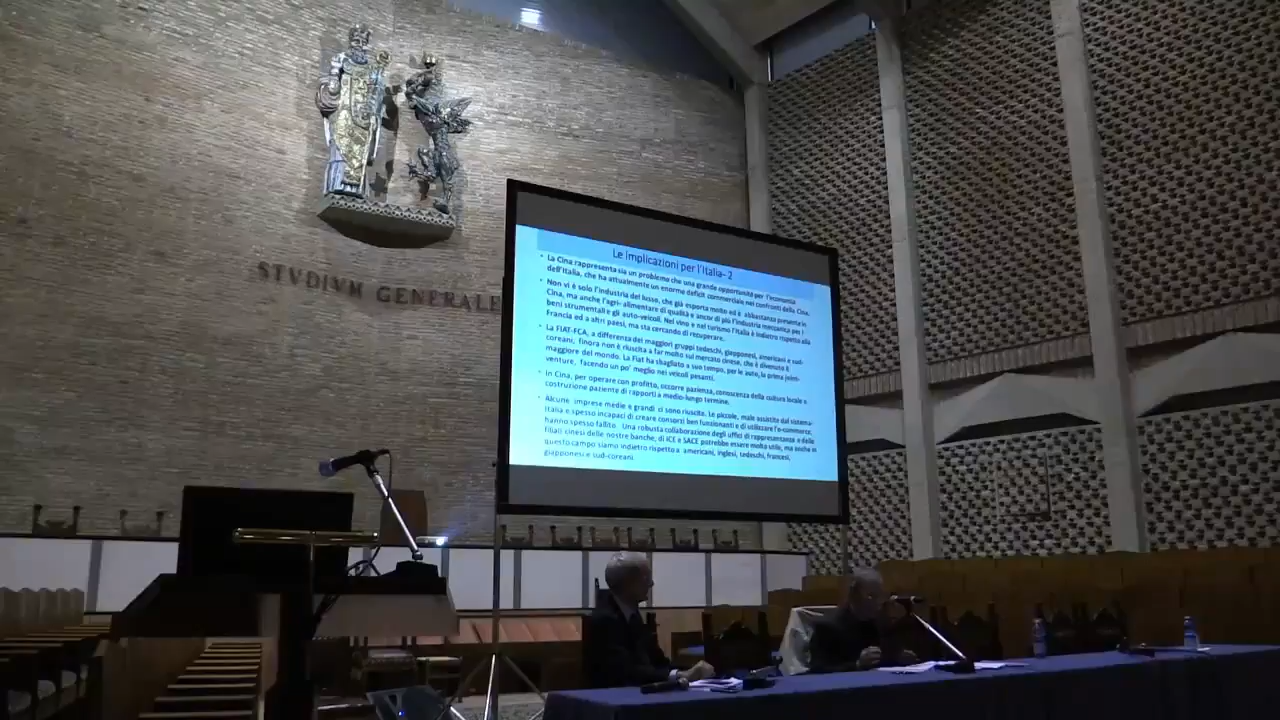 STVDIVM GENERALE
Le Implicazioni per l'Italia- 2
• La Cina rappresenta sia un problema che una grande opportunità per l'economia
dell'Italia, che ha attualmente un enorme deficit commerciale nei confronti della Cina.
• Non vi è solo l'industria del lusso, che già esporta molto ed è abbastanza presente in
Cina, ma anche l'agri- alimentare di qualità e ancor di più l'industria meccanica per i
beni strumentali e gli auto-veicoli. Nel vino e nel turismo l'Italia è indietro rispetto alla
Francia ed a altri paesi, ma sta cercando di recuperare.
• La FIAT-FCA, a differenza dei maggiori gruppi tedeschi, giapponesi, americani e sud-
coreani, finora non è riuscita a far molto sul mercato cinese, che è divenuto il
maggiore del mondo. La Fiat ha sbagliato a suo tempo, per le auto, la prima joint-
venture, facendo un po' meglio nei veicoli pesanti.
• In Cina, per operare con profitto, occorre pazienza, conoscenza della cultura locale e
costruzione paziente di rapporti a medio-lungo termine.
• Alcune imprese medie e grandi ci sono riuscite. Le piccole, male assistite dal sistema-
Italia e spesso incapaci di creare consorzi ben funzionanti e di utilizzare l'e-commerce,
hanno spesso fallito. Una robusta collaborazione degli uffici di rappresentanza e delle
filiali cinesi delle nostre banche, di ICE e SACE potrebbe essere molto utile, ma anche in
questo campo siamo indietro rispetto a americani, inglesi, tedeschi, francesi,
giapponesi e sud-coreani.